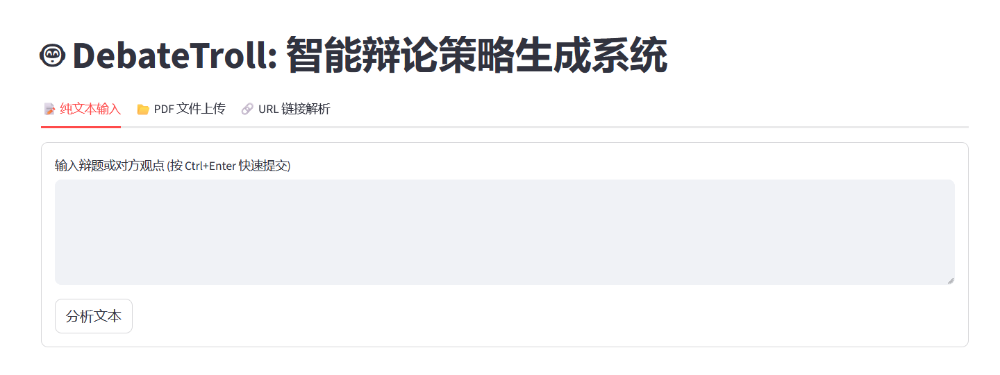 DebateTroll: 智能辩论策略生成系统
纯文本输入
PDF 文件上传
URL 链接解析
输入辩题或对方观点 (按 Ctrl+Enter 快速提交)
分析文本